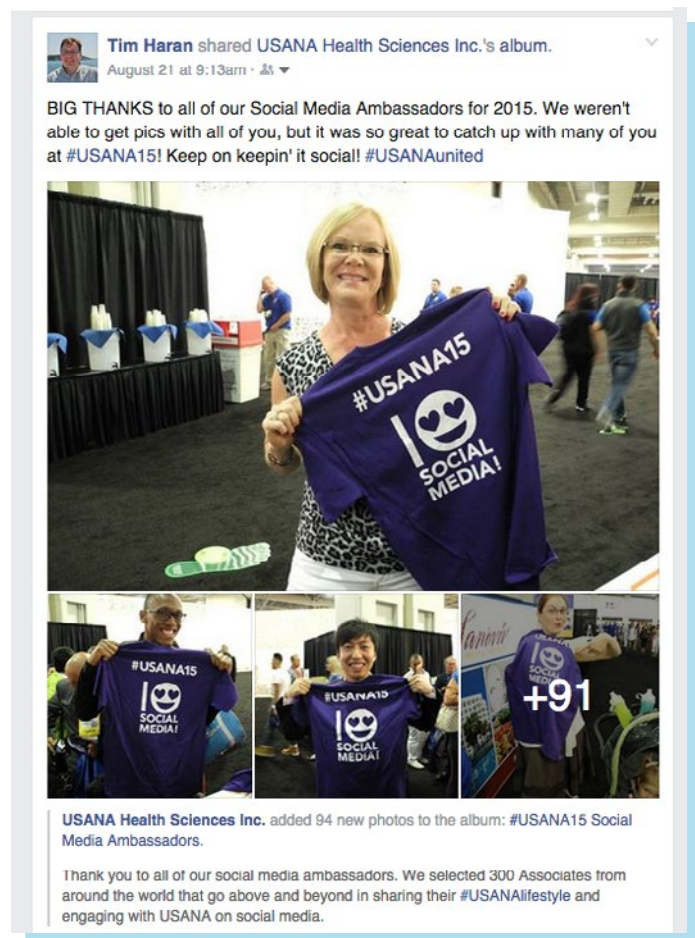 Tim Haran shared USANA Health Sciences Inc.'s album.
August 21 at 9:13am ·
BIG THANKS to all of our Social Media Ambassadors for 2015. We weren't
able to get pics with all of you, but it was so great to catch up with many of you
at #USANA15! Keep on keepin' it social! #USANAunited
#USANA15
I
SOCIAL
MEDIA!
#USANA15
I
SOCIAL
MEDIA!
#USANA15
I
SOCIAL
MEDIA!
I
SOCIAL
+91
USANA Health Sciences Inc. added 94 new photos to the album: #USANA15 Social
Media Ambassadors.
Thank you to all of our social media ambassadors. We selected 300 Associates from
around the world that go above and beyond in sharing their #USANAlifestyle and
engaging with USANA on social media.